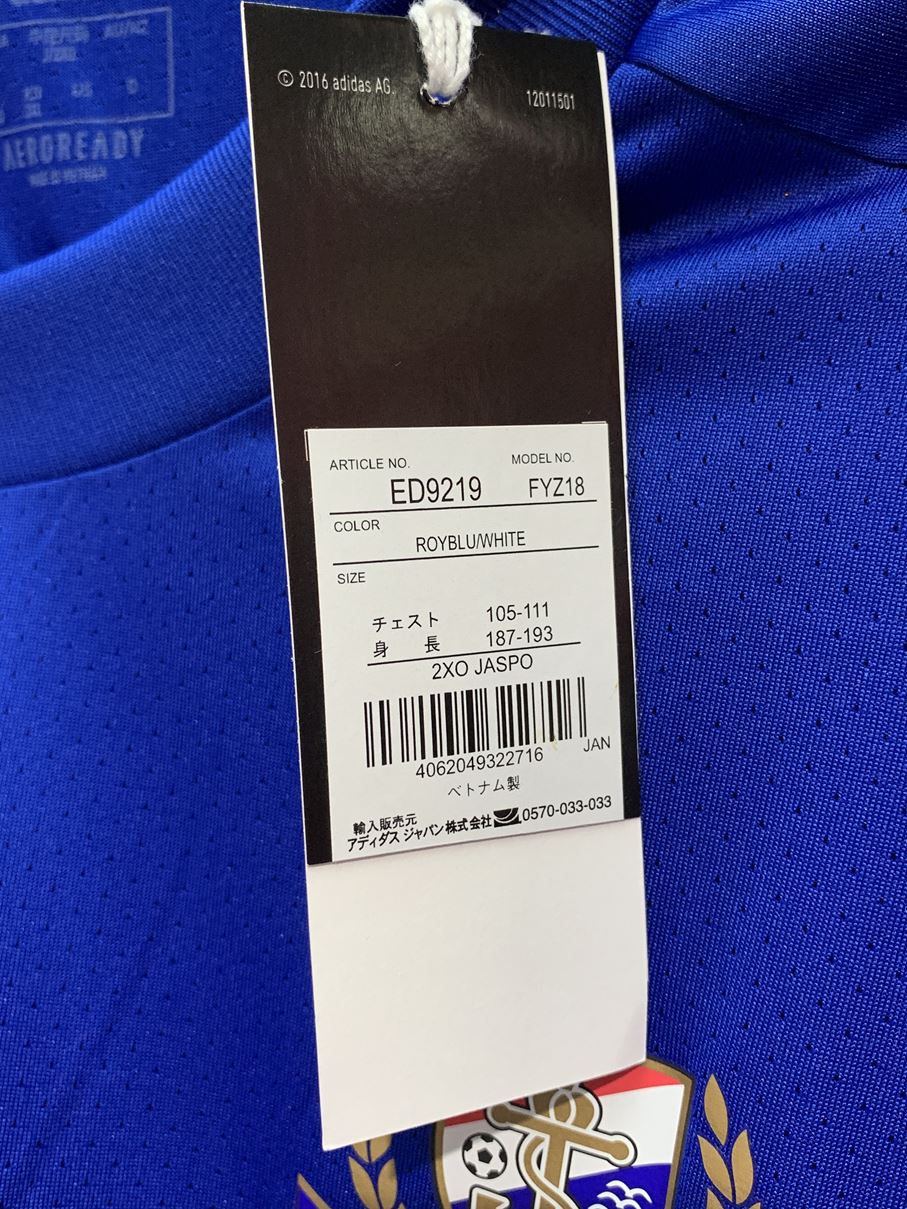 © 2016 adidas AG.
12011501
AEROREADY
ARTICLE NO. MODEL NO.
ED9219 FYZ18
COLOR
ROYBLU/WHITE
SIZE
チェスト 105-111
身 長 187-193
2XO JASPO
4062049322716 JAN
ベトナム製
輸入販売元
アディダス ジャパン株式会社 0570-033-033